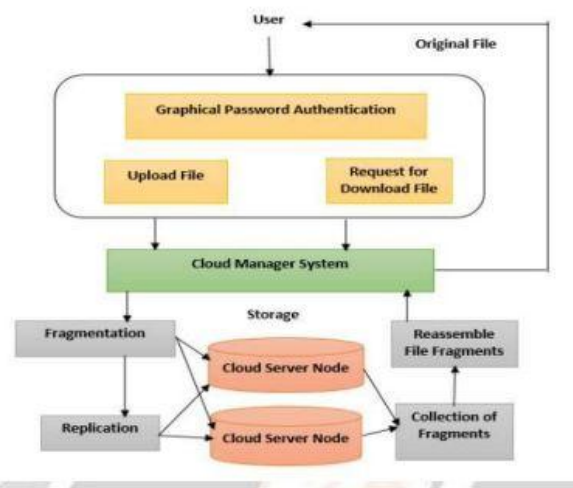 User
Original File
Graphical Password Authentication
Upload File
Request for
Download File
Cloud Manager System
Storage
Fragmentation
Reassemble
File Fragments
Cloud Server Node
Replication
Cloud Server Node
Collection of
Fragments